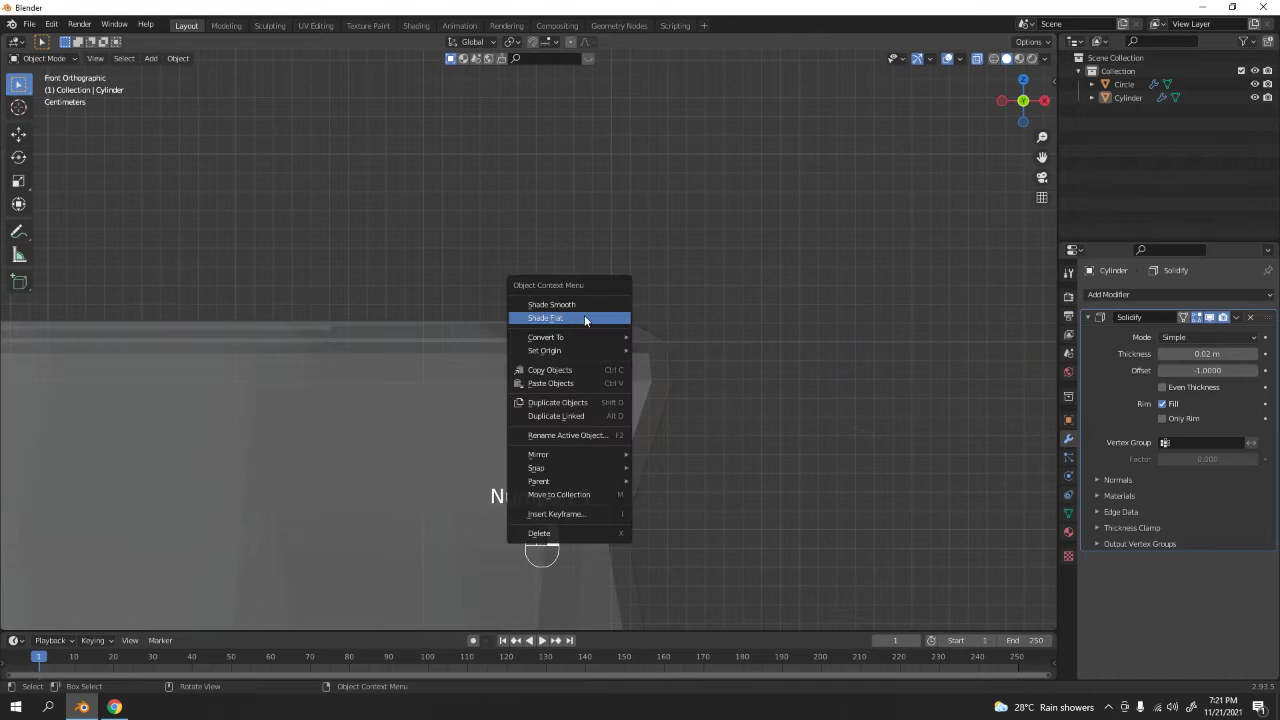 Blender
File Edit Render Window Help Layout Modeling Sculpting UV Editing Texture Paint Shading Animation Rendering Compositing Geometry Nodes Scripting + Scene View Layer
Global Options
Object Mode View Select Add Object
Front Orthographic
(1) Collection | Cylinder
Centimeters
Z
Y
X
Scene Collection
Collection
Circle
Cylinder
Object Context Menu
Shade Smooth
Shade Flat
Convert To
Set Origin
Copy Objects Ctrl C
Paste Objects Ctrl V
Duplicate Objects Shift D
Duplicate Linked Alt D
Rename Active Object... F2
Mirror
Snap
Parent
Move to Collection M
Insert Keyframe... I
Delete X
Cylinder Solidify
Add Modifier
Solidify
Mode Simple
Thickness 0.02 m
Offset -1.0000
Even Thickness
Rim Fill
Only Rim
Vertex Group
Factor 0.000
Normals
Materials
Edge Data
Thickness Clamp
Output Vertex Groups
Playback Keying View Marker 1 Start 1 End 250
1 10 20 30 40 50 60 70 80 90 100 110 120 130 140 150 160 170 180 190 200 210 220 230 240 250
Select Box Select Rotate View Object Context Menu 2.93.5
28°C Rain showers 7:21 PM
11/21/2021